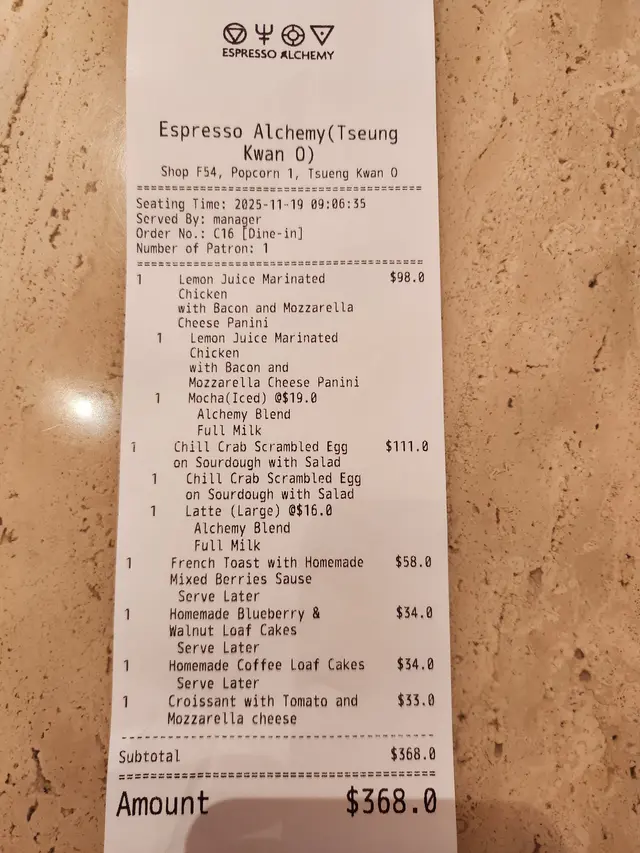 ESPRESSO ALCHEMY
Espresso Alchemy(Tseung
Kwan O)
Shop F54, Popcorn 1, Tsueng Kwan O
Seating Time: 2025-11-19 09:06:35
Served By: manager
Order No.: C16 [Dine-in]
Number of Patron: 1
1 Lemon Juice Marinated $98.0
Chicken
with Bacon and Mozzarella
Cheese Panini
1 Lemon Juice Marinated
Chicken
with Bacon and
Mozzarella Cheese Panini
1 Mocha(Iced) @$19.0
Alchemy Blend
Full Milk
1 Chill Crab Scrambled Egg $111.0
on Sourdough with Salad
1 Chill Crab Scrambled Egg
on Sourdough with Salad
1 Latte (Large) @$16.0
Alchemy Blend
Full Milk
1 French Toast with Homemade $58.0
Mixed Berries Sause
Serve Later
1 Homemade Blueberry & $34.0
Walnut Loaf Cakes
Serve Later
1 Homemade Coffee Loaf Cakes $34.0
Serve Later
1 Croissant with Tomato and $33.0
Mozzarella cheese
Subtotal $368.0
Amount $368.0